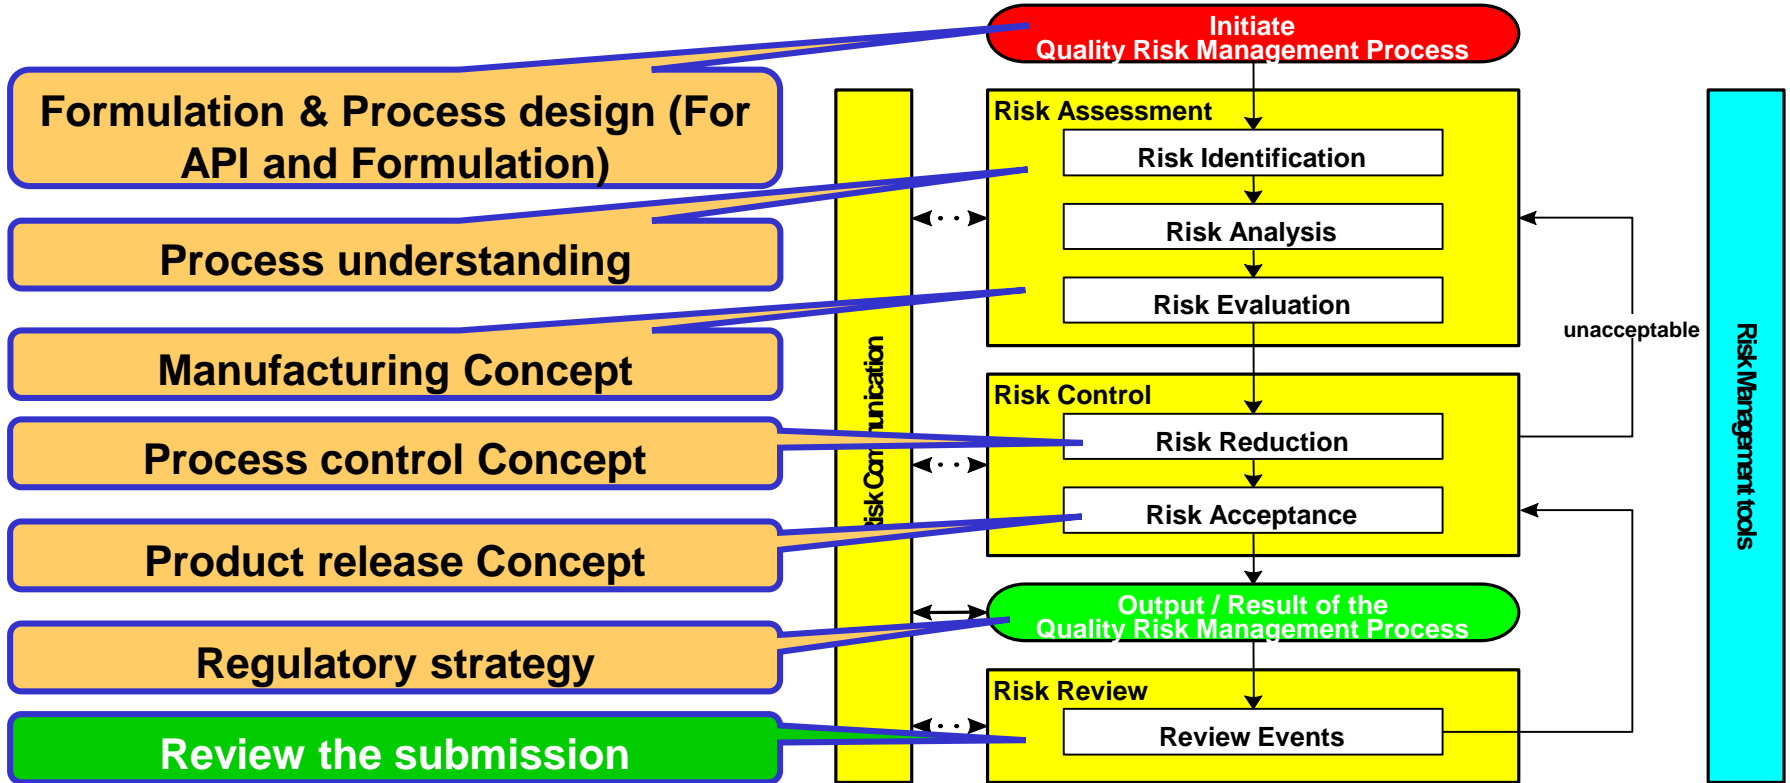 Initiate
Quality Risk Management Process
Formulation & Process design (For
API and Formulation)
Process understanding
Manufacturing Concept
Process control Concept
Product release Concept
Regulatory strategy
Review the submission
Risk Communication
Risk Assessment
Risk Identification
Risk Analysis
Risk Evaluation
Risk Control
Risk Reduction
Risk Acceptance
Output / Result of the
Quality Risk Management Process
Risk Review
Review Events
unacceptable
Risk Management tools